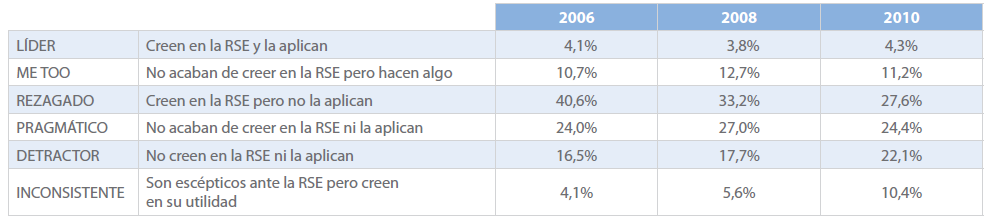 2006 2008 2010
LÍDER Creen en la RSE y la aplican 4,1% 3,8% 4,3%
ME TOO No acaban de creer en la RSE pero hacen algo 10,7% 12,7% 11,2%
REZAGADO Creen en la RSE pero no la aplican 40,6% 33,2% 27,6%
PRAGMÁTICO No acaban de creer en la RSE ni la aplican 24,0% 27,0% 24,4%
DETRACTOR No creen en la RSE ni la aplican 16,5% 17,7% 22,1%
INCONSISTENTE Son escépticos ante la RSE pero creen
en su utilidad 4,1% 5,6% 10,4%